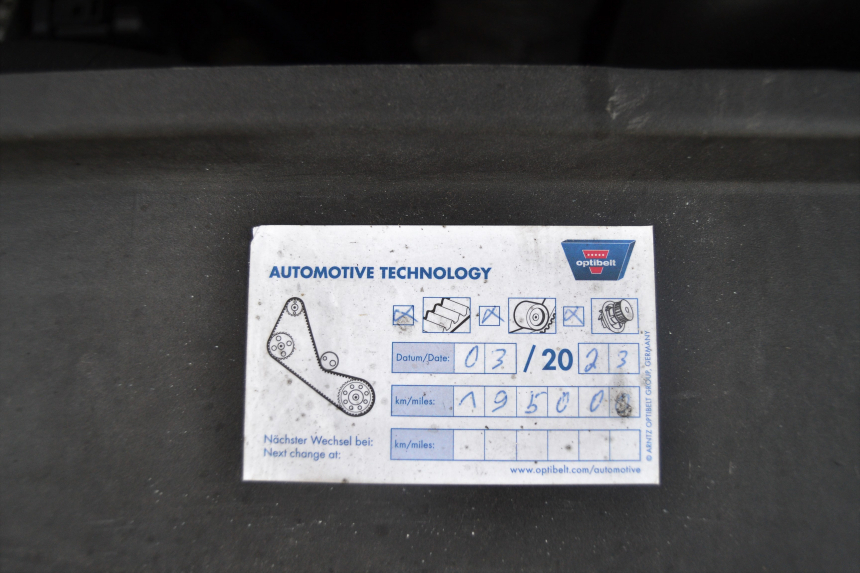 optibelt
AUTOMOTIVE TECHNOLOGY
Datum/Date: 03/2023
km/miles: 19500
Nächster Wechsel bei:
Next change at:
km/miles:
www.optibelt.com/automotive
© ARNTZ OPTIBELT GROUP, GERMANY